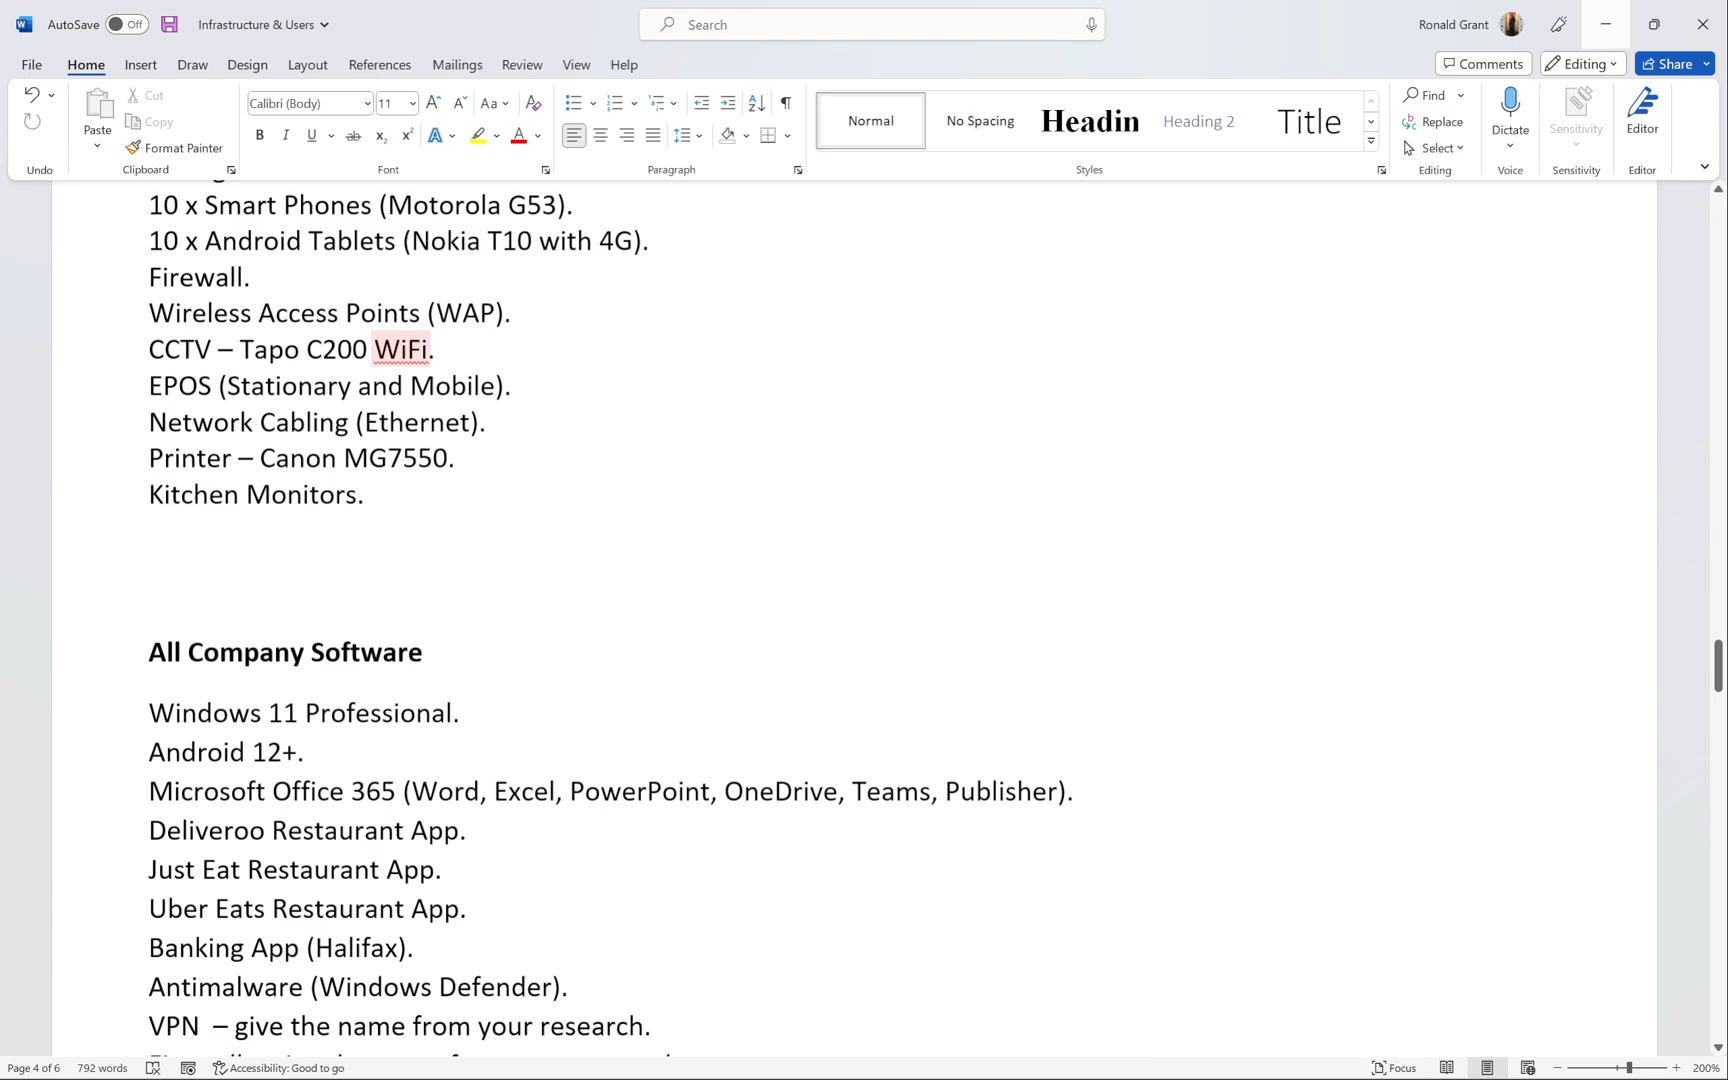 AutoSave Off Infrastructure & Users Search Ronald Grant
File Home Insert Draw Design Layout References Mailings Review View Help Comments Editing Share
Paste Cut Copy Format Painter Calibri (Body) 11 Aa Normal No Spacing Headin Heading 2 Title Find Replace Select Dictate Sensitivity Editor
Undo Clipboard Font Paragraph Styles Editing Voice Sensitivity Editor
10 x Smart Phones (Motorola G53).
10 x Android Tablets (Nokia T10 with 4G).
Firewall.
Wireless Access Points (WAP).
CCTV – Tapo C200 WiFi.
EPOS (Stationary and Mobile).
Network Cabling (Ethernet).
Printer – Canon MG7550.
Kitchen Monitors.
All Company Software
Windows 11 Professional.
Android 12+.
Microsoft Office 365 (Word, Excel, PowerPoint, OneDrive, Teams, Publisher).
Deliveroo Restaurant App.
Just Eat Restaurant App.
Uber Eats Restaurant App.
Banking App (Halifax).
Antimalware (Windows Defender).
VPN – give the name from your research.
Page 4 of 6 792 words Accessibility: Good to go Focus 200%